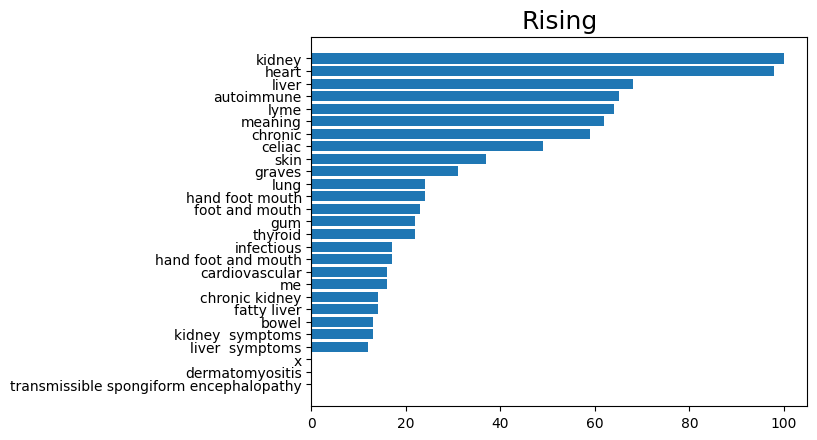 Rising
kidney
heart
liver
autoimmune
lyme
meaning
chronic
celiac
skin
graves
lung
hand foot mouth
foot and mouth
gum
thyroid
infectious
hand foot and mouth
cardiovascular
me
chronic kidney
fatty liver
bowel
kidney  symptoms
liver  symptoms
x
dermatomyositis
transmissible spongiform encephalopathy
0 20 40 60 80 100